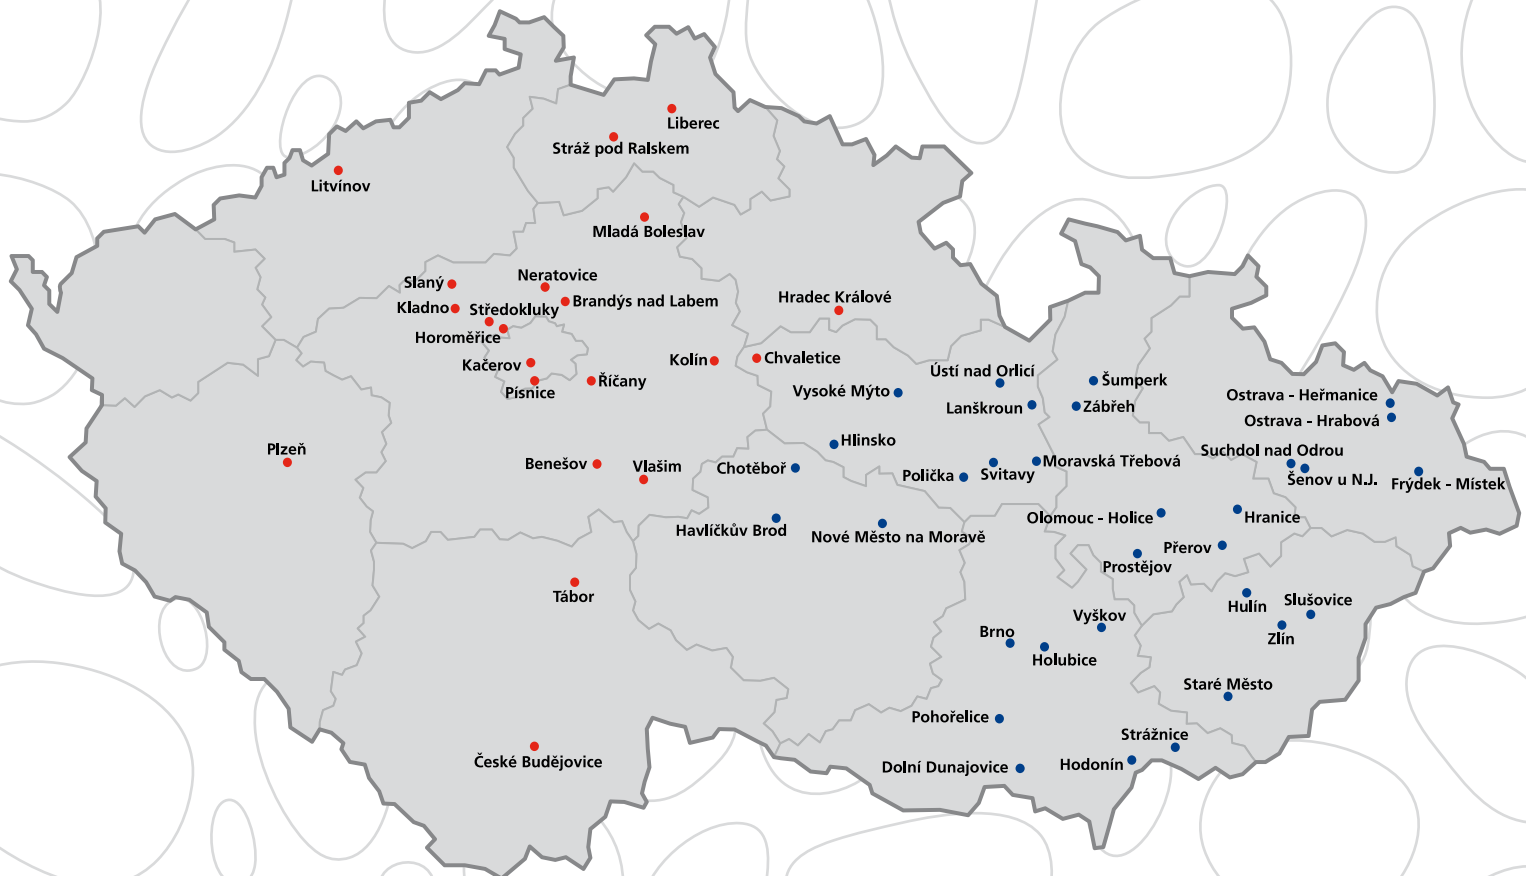 Liberec
Stráž pod Ralskem
Litvínov
Mladá Boleslav
Neratovice
Slaný
Brandýs nad Labem
Hradec Králové
Kladno
Středokluky
Horoměřice
Chvaletice
Kolín
Kačerov
Ústí nad Orlicí
Šumperk
Říčany
Písnice
Vysoké Mýto
Ostrava - Heřmanice
Lanškroun
Zábřeh
Ostrava - Hrabová
Hlinsko
Plzeň
Suchdol nad Odrou
Moravská Třebová
Benešov
Vlašim
Chotěboř
Polička
Svitavy
Šenov u N.J.
Frýdek - Místek
Olomouc - Holice
Hranice
Havlíčkův Brod
Nové Město na Moravě
Přerov
Prostějov
Tábor
Slušovice
Hulín
Vyškov
Brno
Zlín
Holubice
Staré Město
Pohořelice
Strážnice
České Budějovice
Hodonín
Dolní Dunajovice